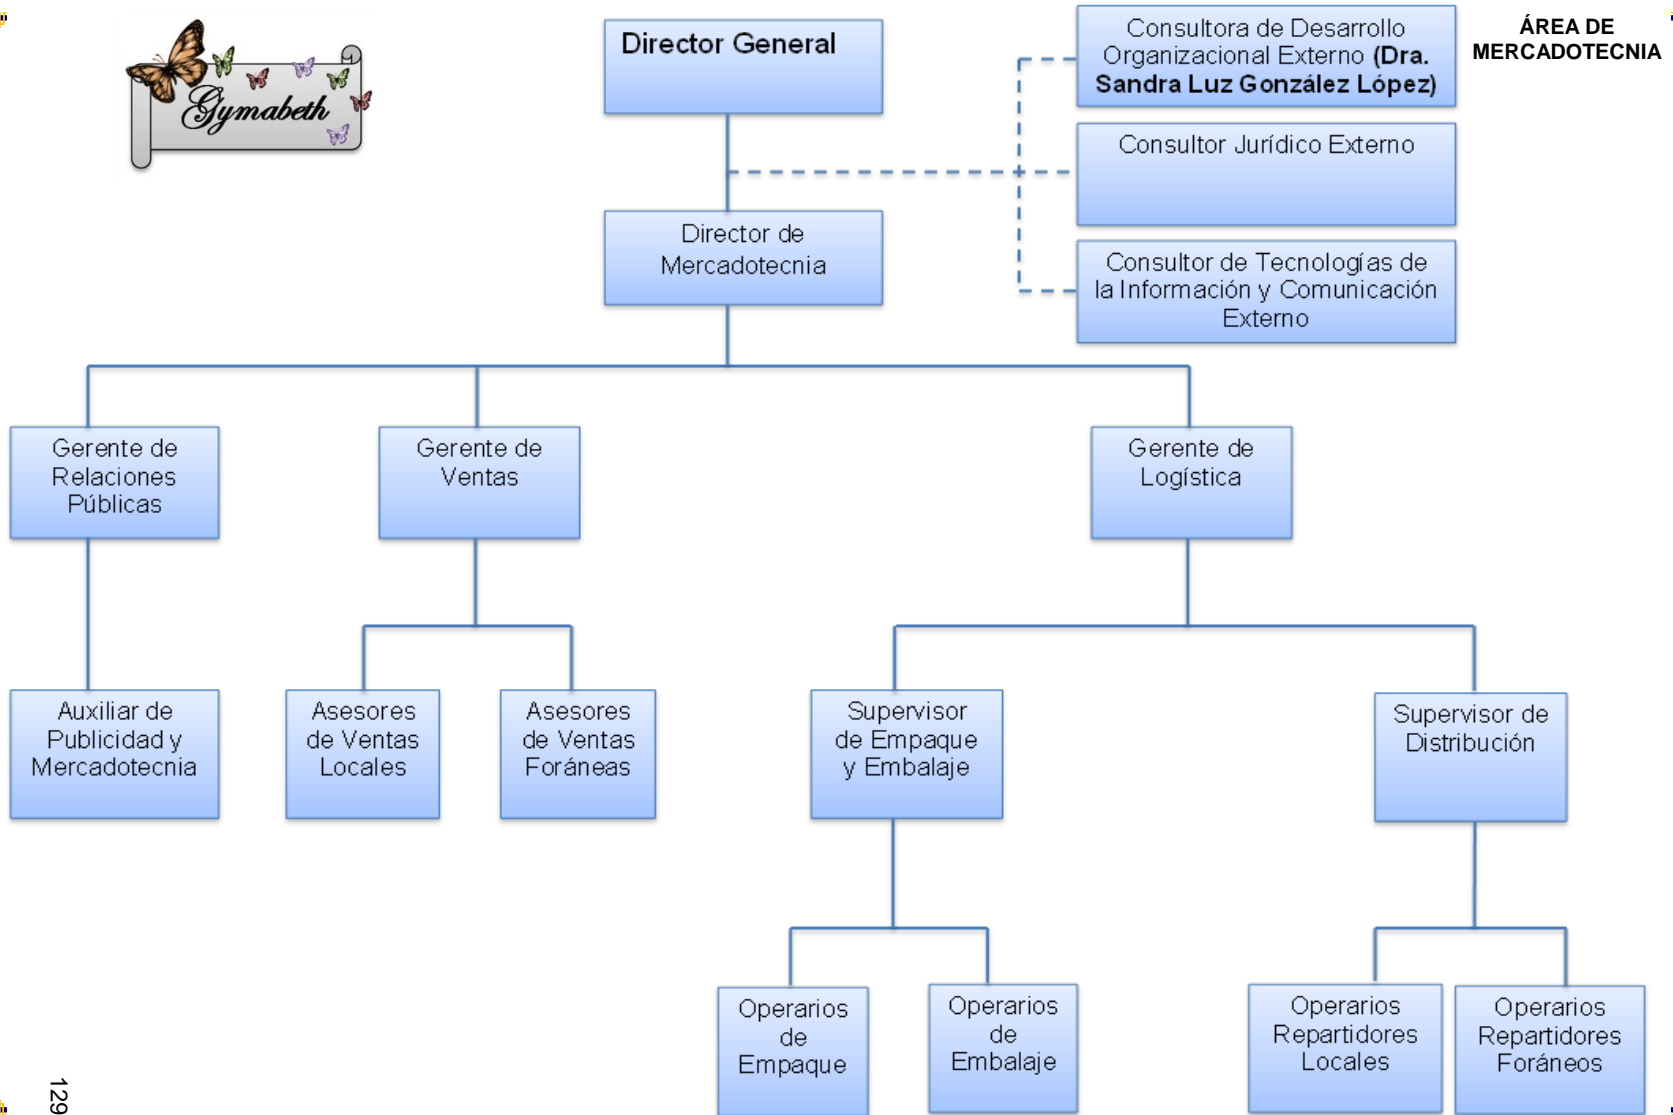 Gymabeth
Director General
Consultora de Desarrollo
Organizacional Externo (Dra.
Sandra Luz González López)
ÁREA DE
MERCADOTECNIA
Consultor Jurídico Externo
Director de
Mercadotecnia
Consultor de Tecnologías de
la Información y Comunicación
Externo
Gerente de
Relaciones
Públicas
Gerente de
Ventas
Gerente de
Logística
Auxiliar de
Publicidad y
Mercadotecnia
Asesores
de Ventas
Locales
Asesores
de Ventas
Foráneas
Supervisor
de Empaque
y Embalaje
Supervisor de
Distribución
Operarios
de
Empaque
Operarios
de
Embalaje
Operarios
Repartidores
Locales
Operarios
Repartidores
Foráneos
129